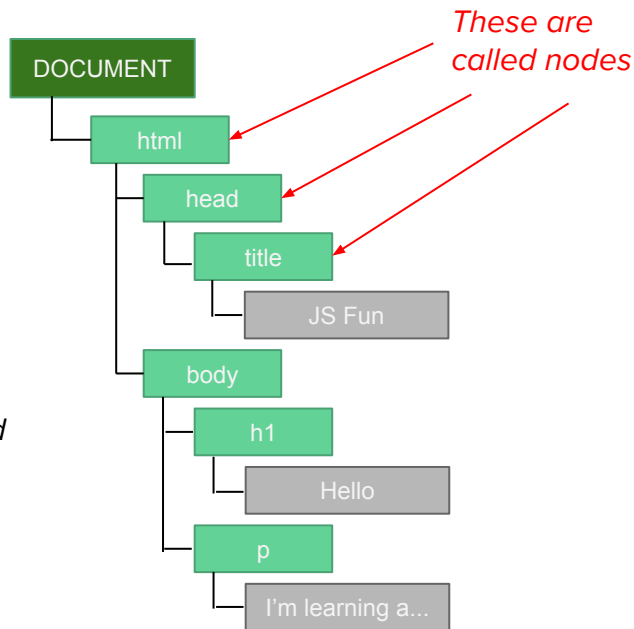 These are
called nodes
DOCUMENT
html
head
title
JS Fun
body
h1
Hello
p
I'm learning a...